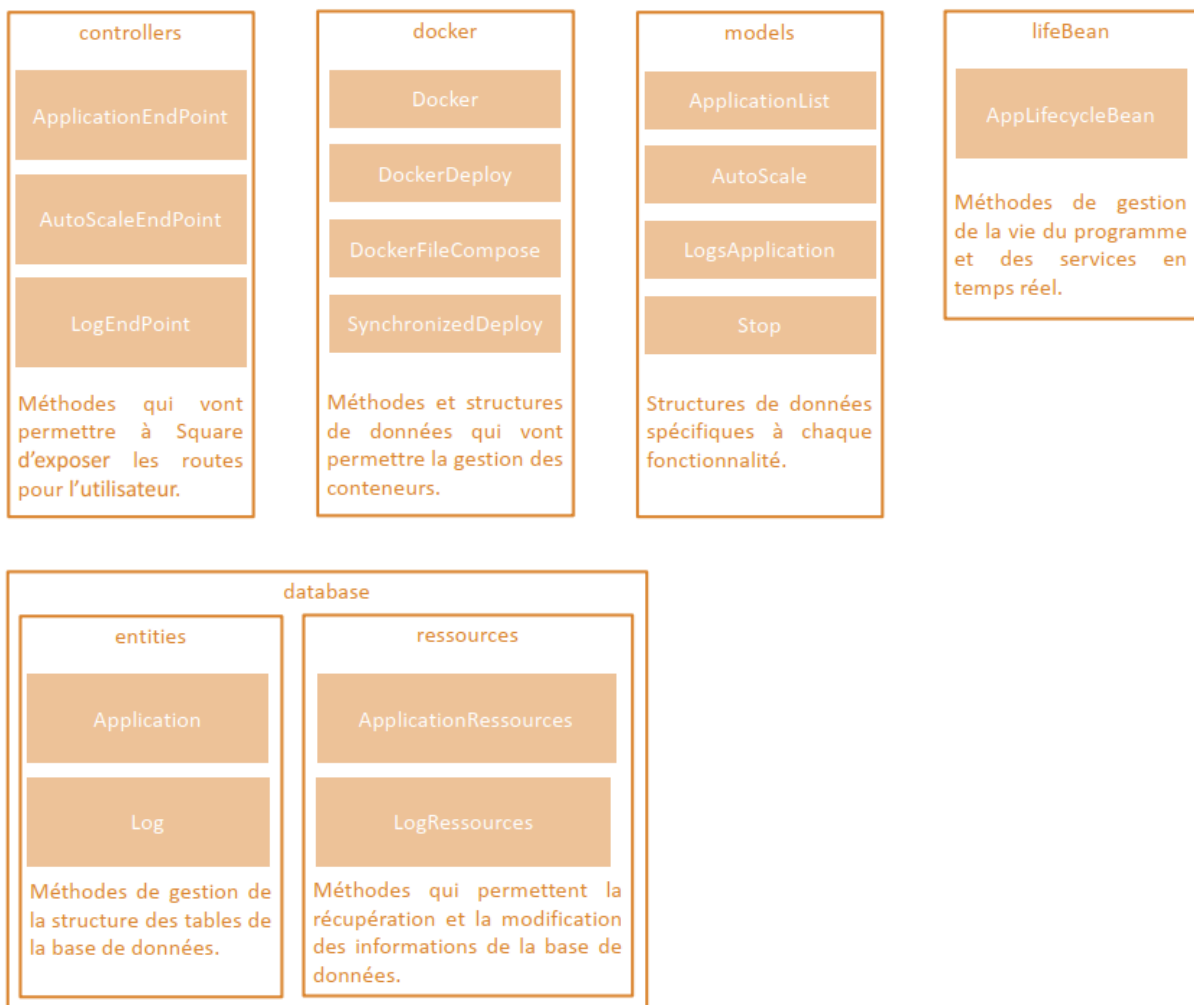 controllers
ApplicationEndPoint
AutoScaleEndPoint
LogEndPoint
Méthodes qui vont
permettre à Square
d’exposer les routes
pour l’utilisateur.
docker
Docker
DockerDeploy
DockerFileCompose
SynchronizedDeploy
Méthodes et structures
de données qui vont
permettre la gestion des
conteneurs.
models
ApplicationList
AutoScale
LogsApplication
Stop
Structures de données
spécifiques à chaque
fonctionnalité.
lifeBean
AppLifecycleBean
Méthodes de gestion
de la vie du programme
et des services en
temps réel.
database
entities
Application
Log
Méthodes de gestion de
la structure des tables de
la base de données.
ressources
ApplicationRessources
LogRessources
Méthodes qui permettent la
récupération et la modification
des informations de la base de
données.